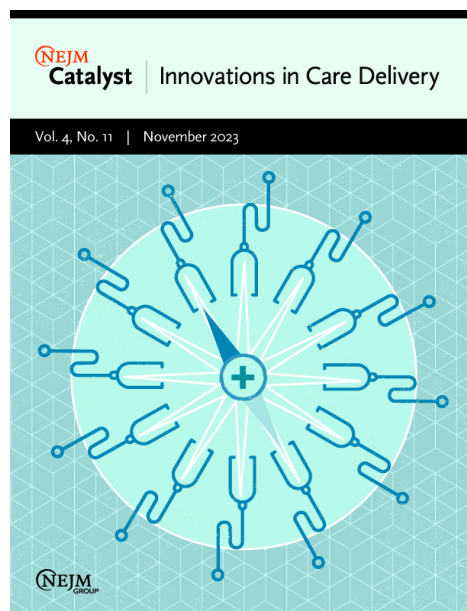 NEJM
Catalyst | Innovations in Care Delivery
Vol. 4, No. 11 | November 2023
NEJM
GROUP